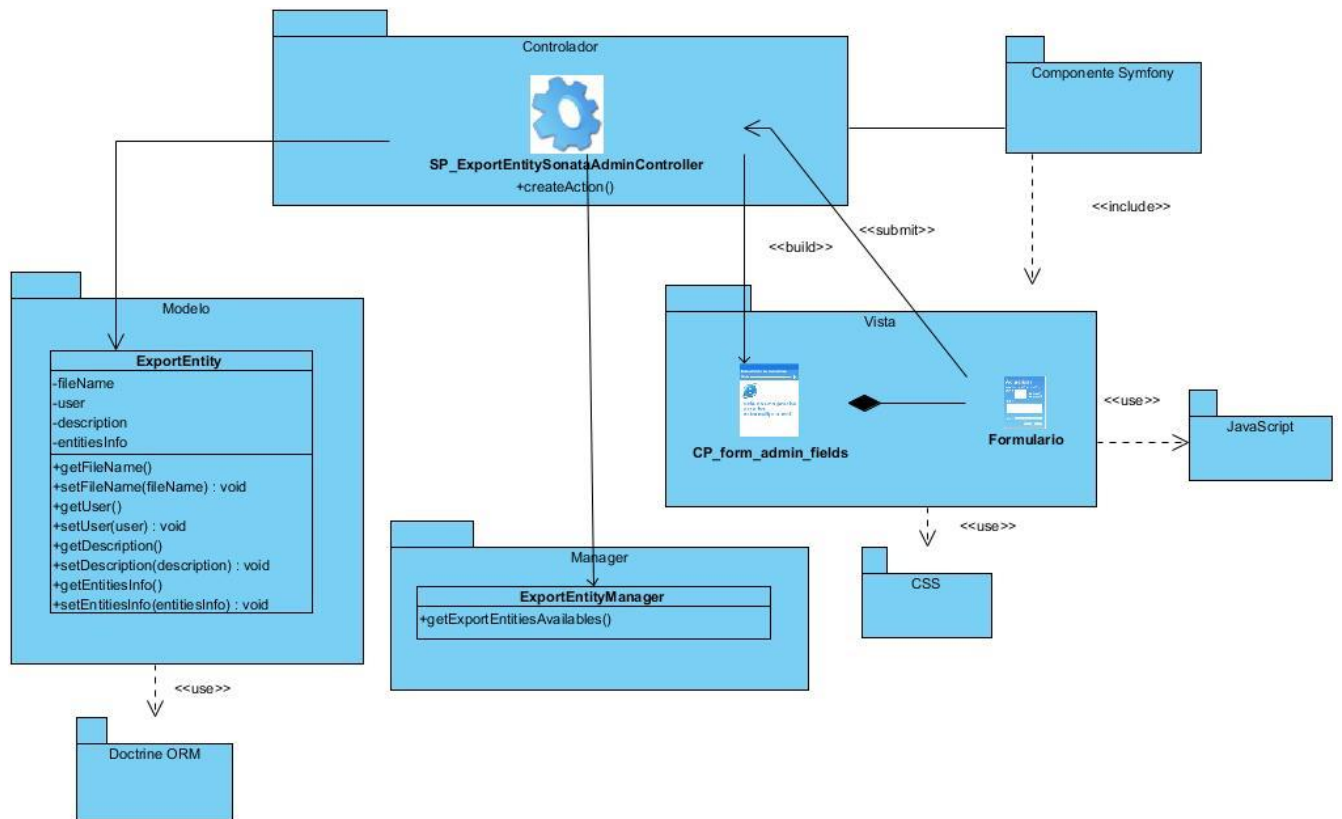 Controlador
SP_ExportEntitySonataAdminController
+createAction()
Componente Symfony
<<include>>
<<build>>
<<submit>>
Modelo
ExportEntity
-fileName
-user
-description
-entitiesInfo
+getFileName()
+setFileName(fileName) : void
+getUser()
+setUser(user) : void
+getDescription()
+setDescription(description) : void
+getEntitiesInfo()
+setEntitiesInfo(entitiesInfo) : void
<<use>>
Doctrine ORM
Manager
ExportEntityManager
+getExportEntitiesAvailables()
Vista
CP_form_admin_fields
Formulario
<<use>>
JavaScript
<<use>>
CSS